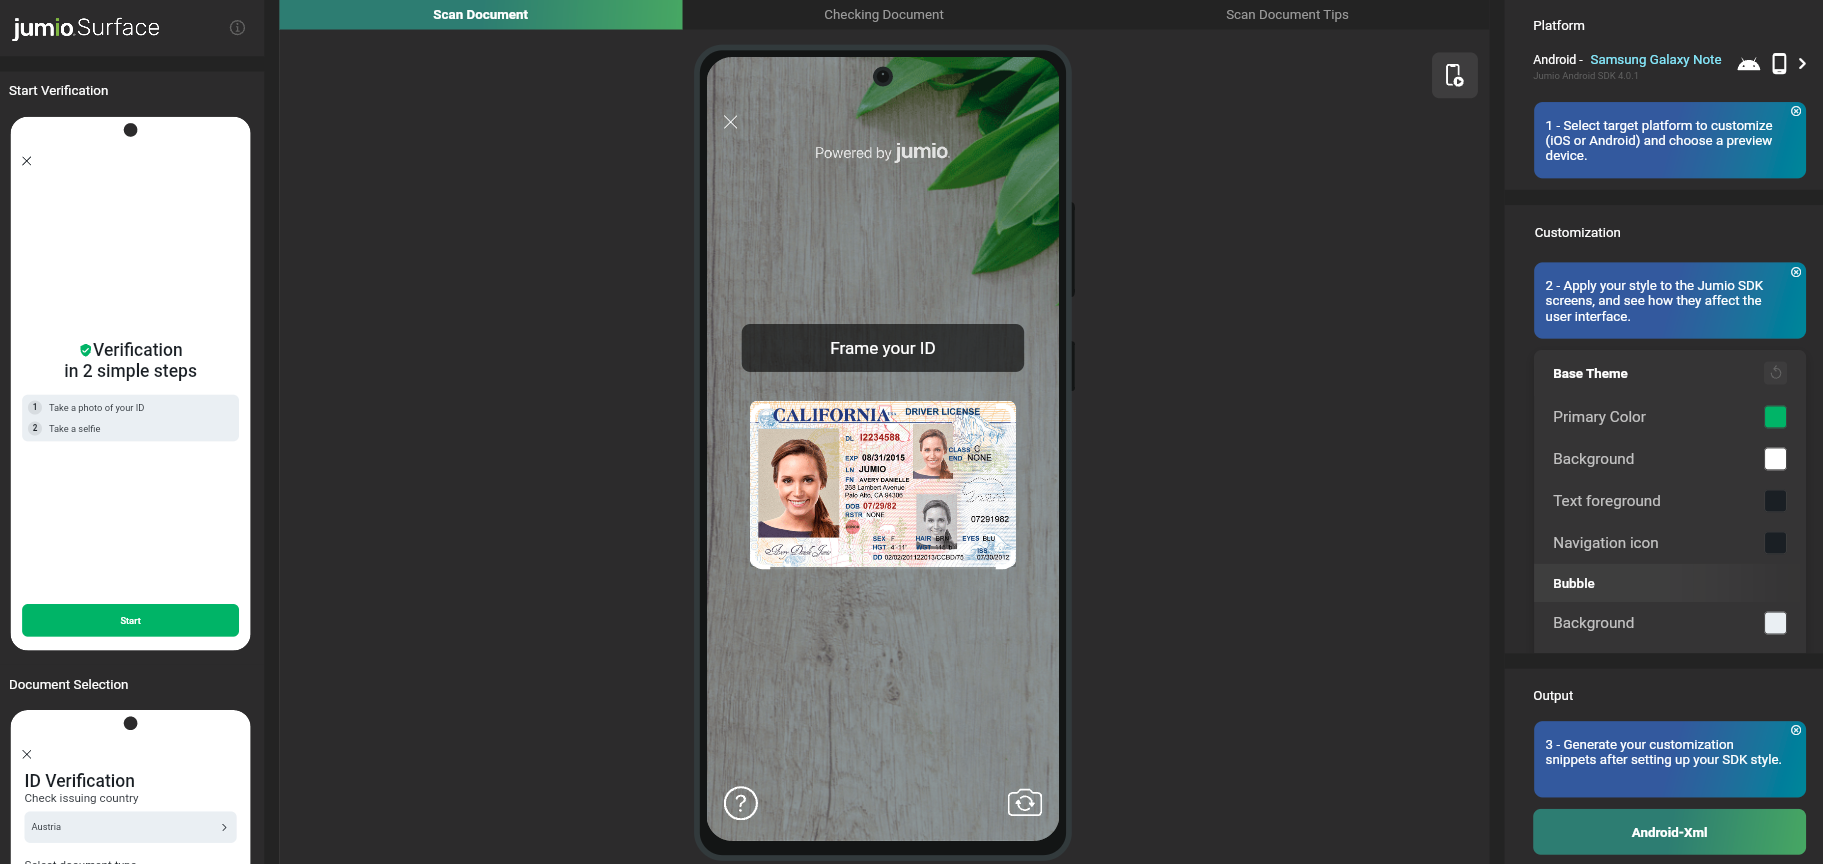 jumio. Surface
Start Verification
Verification
in 2 simple steps
1 Take a photo of your ID
2 Take a selfie
Start
Document Selection
ID Verification
Check issuing country
Austria
Select document type
Scan Document
Checking Document
Scan Document Tips
Powered by jumio.
Frame your ID
CALIFORNIA DRIVER LICENSE
DL I2234588
CLASS C
EXP 08/31/2015 END NONE
LN JUMIO
FN AVERY DANIELLE
268 Lambert Avenue
Palo Alto, CA 94306
DOB 07/29/82
RSTR NONE
07291982
SEX F HAIR BRN EYES BLU
HGT 4'-11"
ISS
DD 02/02/201122013/CCBD/75 07/30/2012
?
Platform
Android - Samsung Galaxy Note
Jumio Android SDK 4.0.1
1 - Select target platform to customize
(iOS or Android) and choose a preview
device.
Customization
2 - Apply your style to the Jumio SDK
screens, and see how they affect the
user interface.
Base Theme
Primary Color
Background
Text foreground
Navigation icon
Bubble
Background
Output
3 - Generate your customization
snippets after setting up your SDK style.
Android-Xml